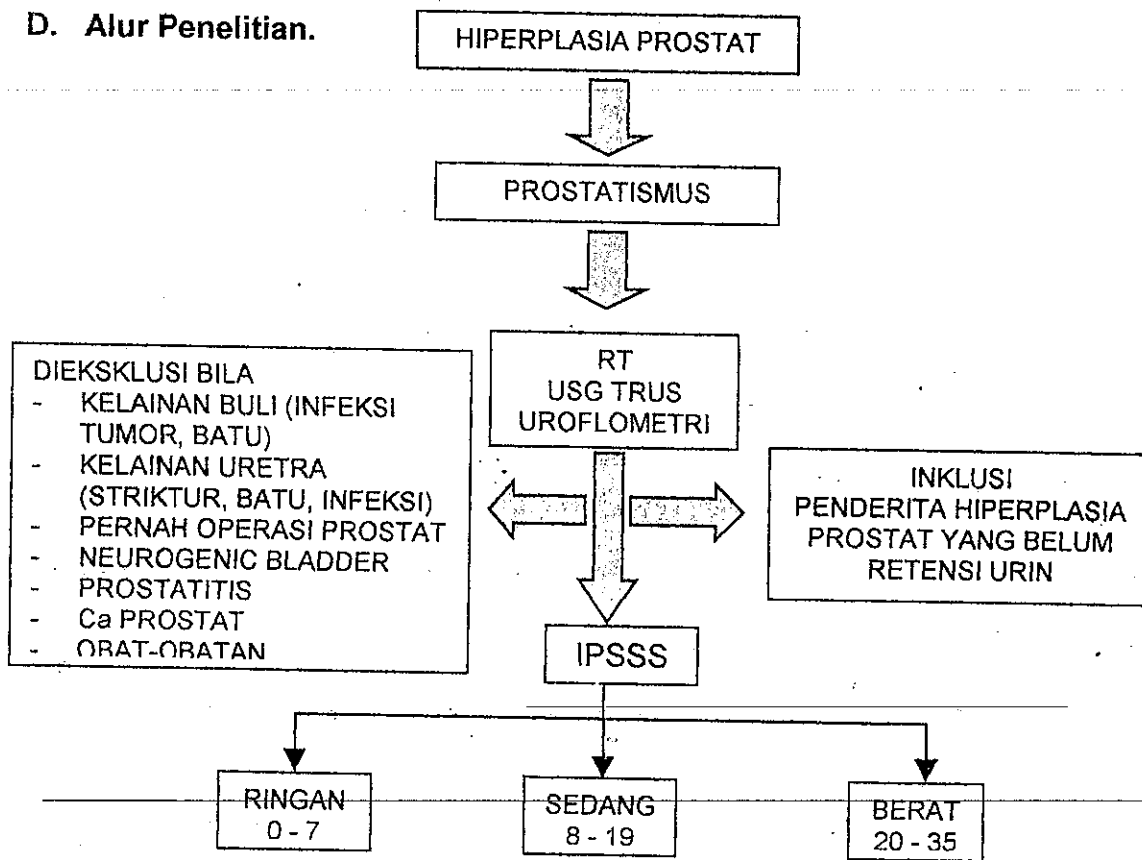 D. Alur Penelitian.
HIPERPLASIA PROSTAT
PROSTATISMUS
RT
USG TRUS
UROFLOMETRI
DIEKSKLUSI BILA
- KELAINAN BULI (INFEKSI
TUMOR, BATU)
- KELAINAN URETRA
(STRIKTUR, BATU, INFEKSI)
- PERNAH OPERASI PROSTAT
- NEUROGENIC BLADDER
- PROSTATITIS
- Ca PROSTAT
- OBAT-OBATAN
INKLUSI
PENDERITA HIPERPLASIA
PROSTAT YANG BELUM
RETENSI URIN
IPSSS
RINGAN
0 - 7
SEDANG
8 - 19
BERAT
20 - 35